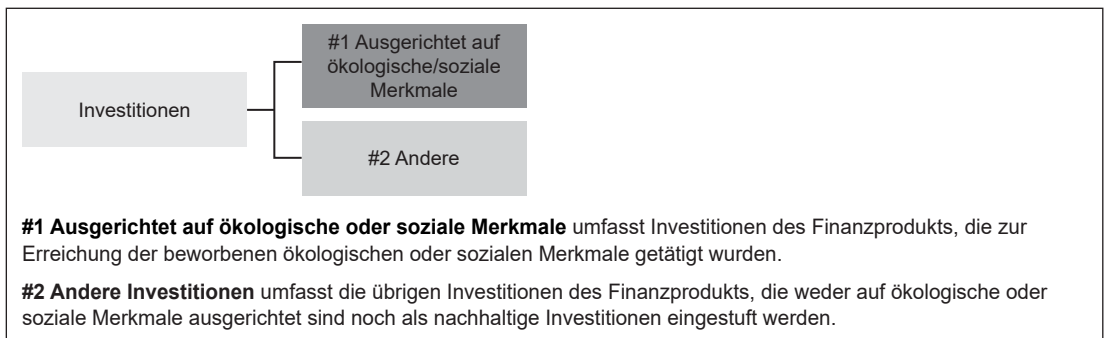 #1 Ausgerichtet auf
ökologische/soziale
Merkmale
Investitionen
#2 Andere
#1 Ausgerichtet auf ökologische oder soziale Merkmale umfasst Investitionen des Finanzprodukts, die zur
Erreichung der beworbenen ökologischen oder sozialen Merkmale getätigt wurden.
#2 Andere Investitionen umfasst die übrigen Investitionen des Finanzprodukts, die weder auf ökologische oder
soziale Merkmale ausgerichtet sind noch als nachhaltige Investitionen eingestuft werden.